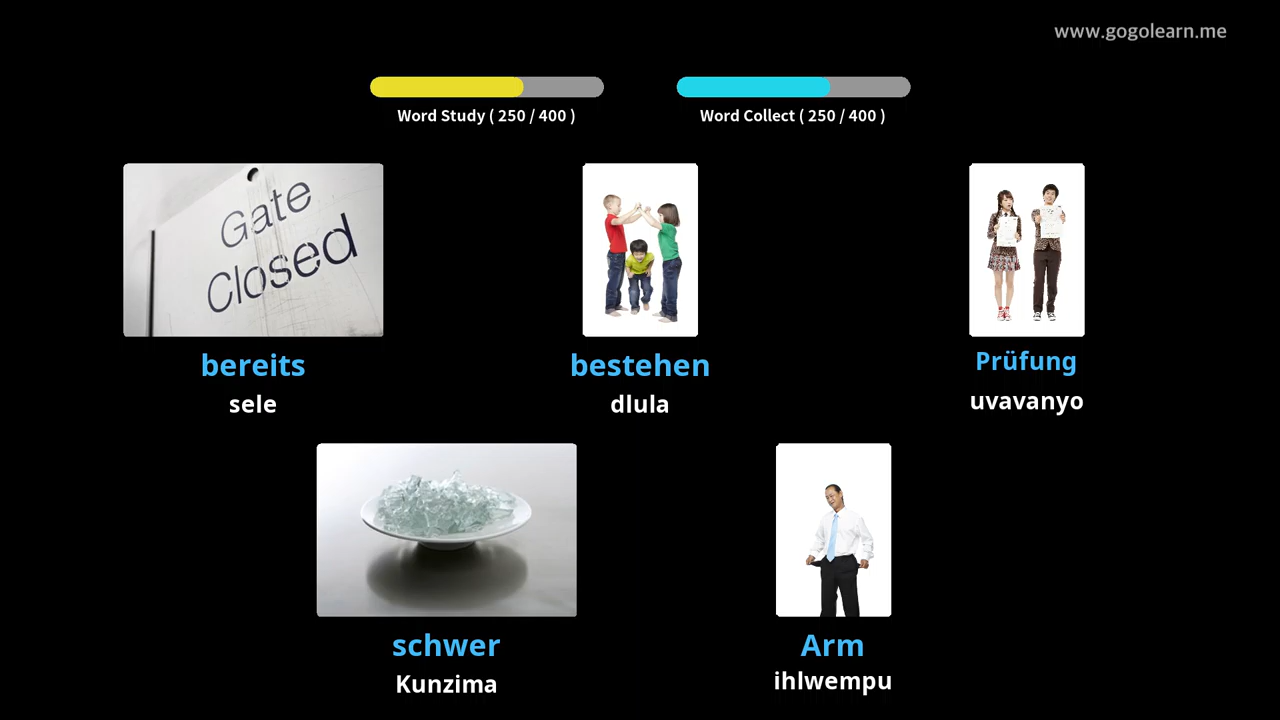 www.gogolearn.me
Word Study ( 250 / 400 )
Word Collect ( 250 / 400 )
Gate
Closed
bereits
sele
bestehen
dlula
Prüfung
uvavanyo
schwer
Kunzima
Arm
ihlwempu